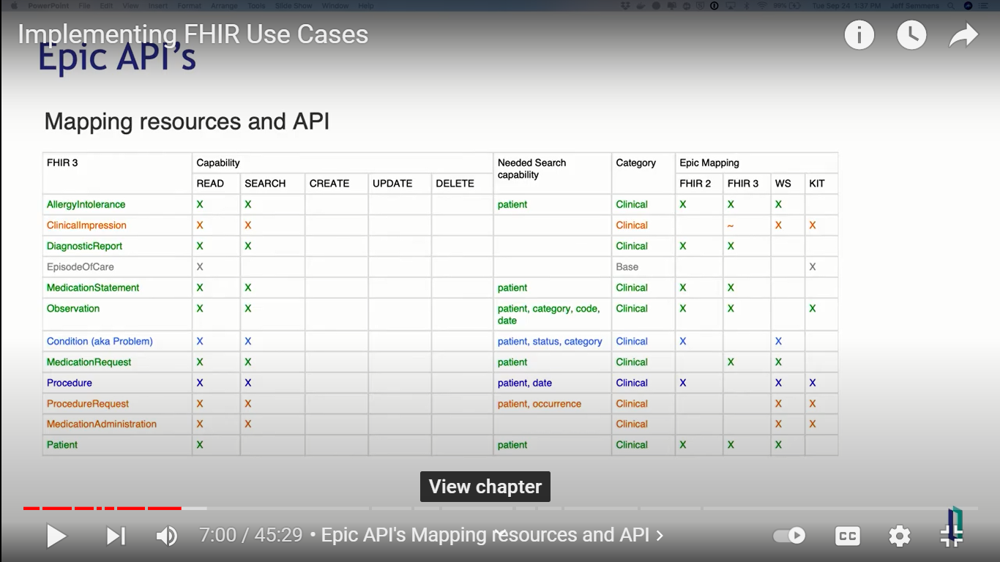 PowerPoint File Edit View Insert Format Arrange Tools Slide Show Window Help 99% Tue Sep 24 1:37 PM Jeff Semmens
Implementing FHIR Use Cases
Epic API's
Mapping resources and API
FHIR 3 Capability Needed Search capability Category Epic Mapping
READ SEARCH CREATE UPDATE DELETE FHIR 2 FHIR 3 WS KIT
AllergyIntolerance X X patient Clinical X X X
ClinicalImpression X X Clinical ~ X X
DiagnosticReport X X Clinical X X
EpisodeOfCare X Base X
MedicationStatement X X patient Clinical X X
Observation X X patient, category, code, date Clinical X X X
Condition (aka Problem) X X patient, status, category Clinical X X
MedicationRequest X X patient Clinical X X
Procedure X X patient, date Clinical X X X
ProcedureRequest X X patient, occurrence Clinical X X
MedicationAdministration X X Clinical X X
Patient X patient Clinical X X X
View chapter
7:00 / 45:29 • Epic API's Mapping resources and API >
CC